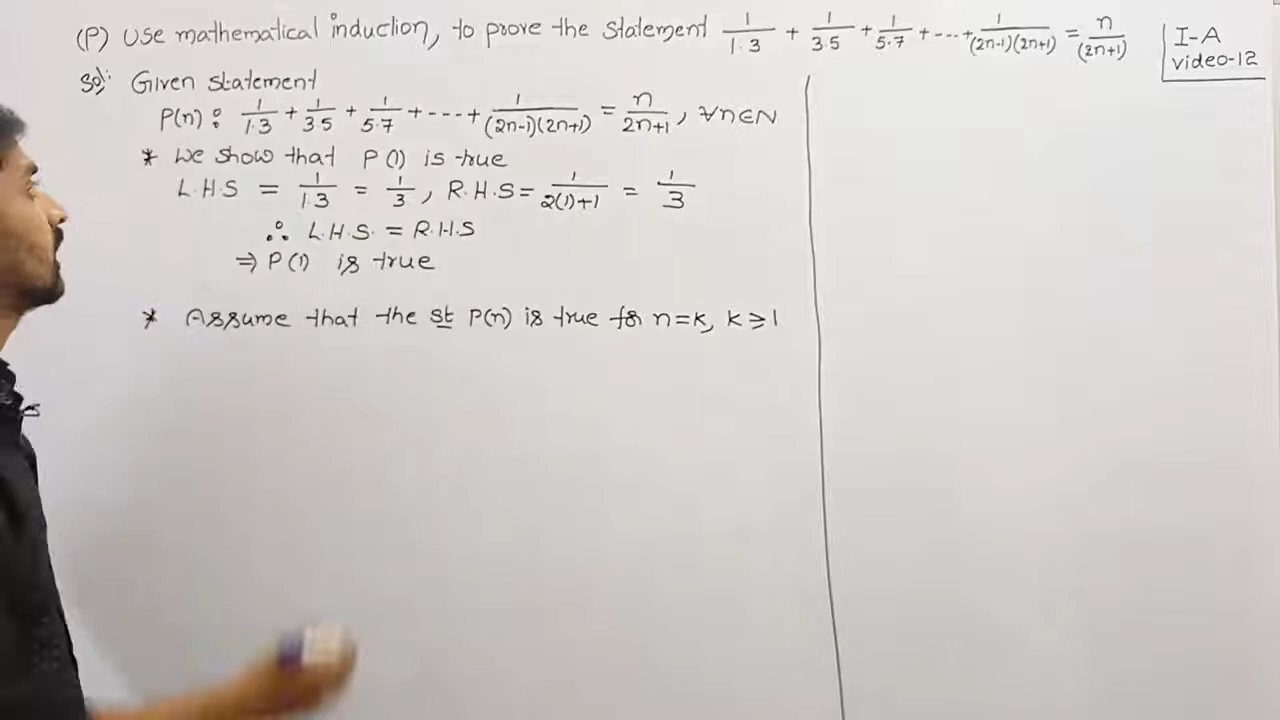 (P) Use mathematical induction, to prove the statement 1/1.3 + 1/3.5 + 1/5.7 + --- + 1/(2n-1)(2n+1) = n/(2n+1)
I-A
video-12
Sol: Given statement
P(n): 1/1.3 + 1/3.5 + 1/5.7 + --- + 1/(2n-1)(2n+1) = n/2n+1, ∀n∈N
* We show that P(1) is true
L.H.S = 1/1.3 = 1/3, R.H.S = 1/2(1)+1 = 1/3
∴ L.H.S. = R.H.S
⇒ P(1) is true
* Assume that the st P(n) is true for n=k, k≥1